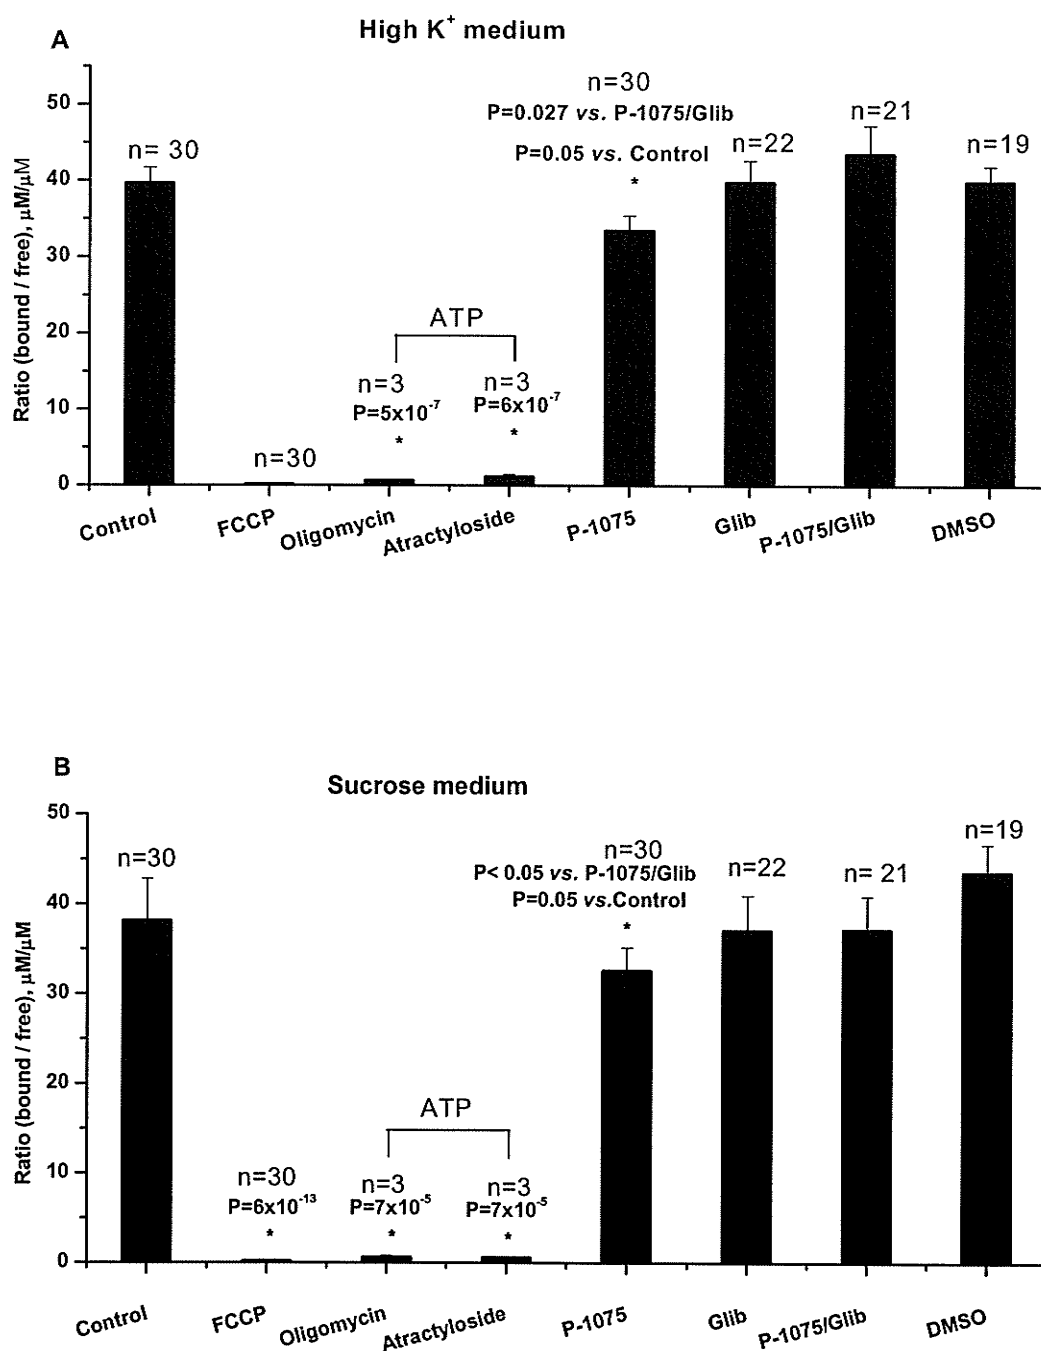 A
High K+ medium
Ratio (bound / free), μM/μM
50
40
30
20
10
0
n= 30
n=30
ATP
n=3
P=5x10-7
*
n=3
P=6x10-7
*
n=30
P=0.027 vs. P-1075/Glib
P=0.05 vs. Control
*
n=22
n=21
n=19
Control
FCCP
Oligomycin
Atractyloside
P-1075
Glib
P-1075/Glib
DMSO
B
Sucrose medium
Ratio (bound / free), μM/μM
50
40
30
20
10
0
n=30
n=30
P=6x10-13
*
ATP
n=3
P=7x10-5
*
n=3
P=7x10-5
*
n=30
P< 0.05 vs. P-1075/Glib
P=0.05 vs.Control
*
n=22
n= 21
n=19
Control
FCCP
Oligomycin
Atractyloside
P-1075
Glib
P-1075/Glib
DMSO